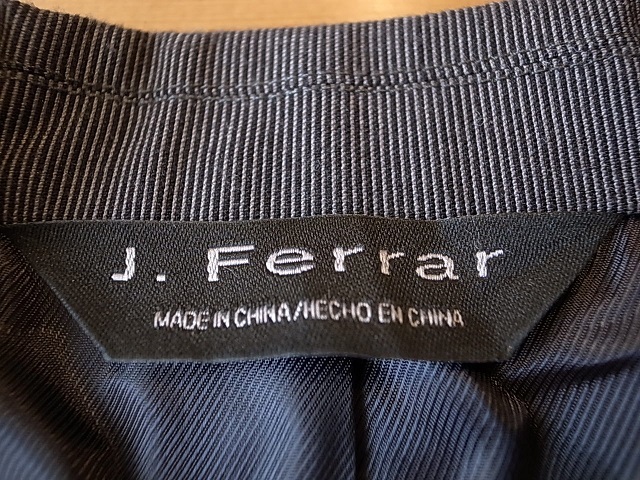 J. Ferrar
MADE IN CHINA/HECHO EN CHINA